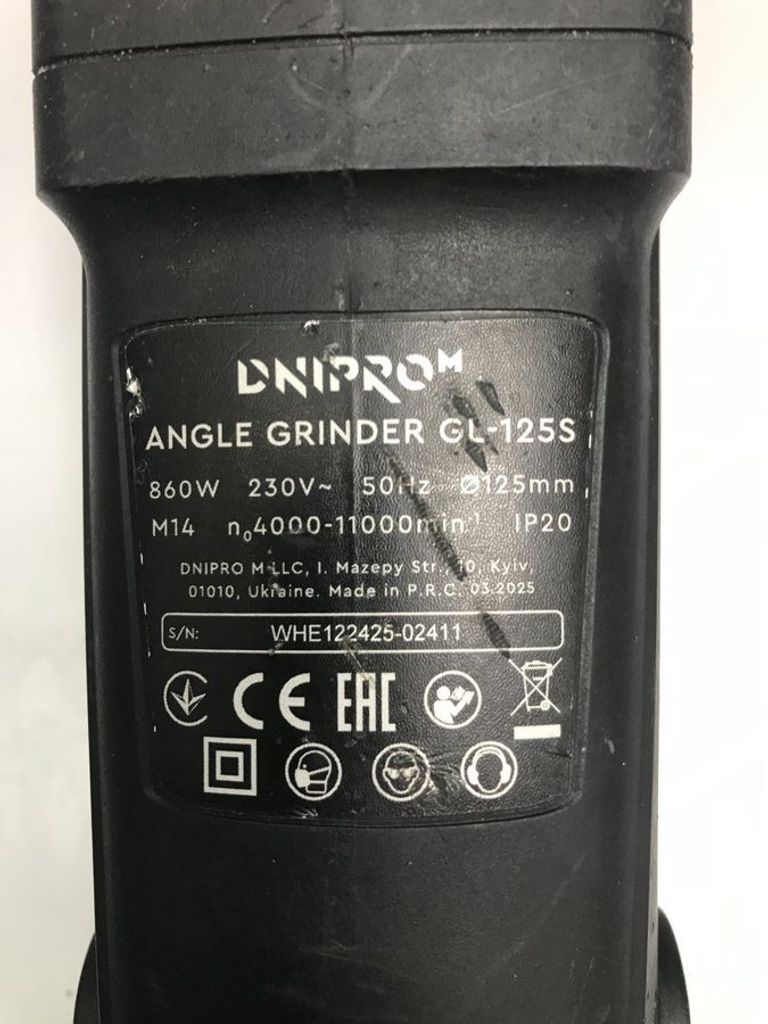 DNIPRO M
ANGLE GRINDER GL-125S
860W 230V~ 50Hz Ø125mm
M14 n₀4000-11000min⁻¹ IP20
DNIPRO M LLC, I. Mazepy Str., 10, Kyiv,
01010, Ukraine. Made in P.R.C. 03.2025
S/N: WHE122425-02411
CE EAC